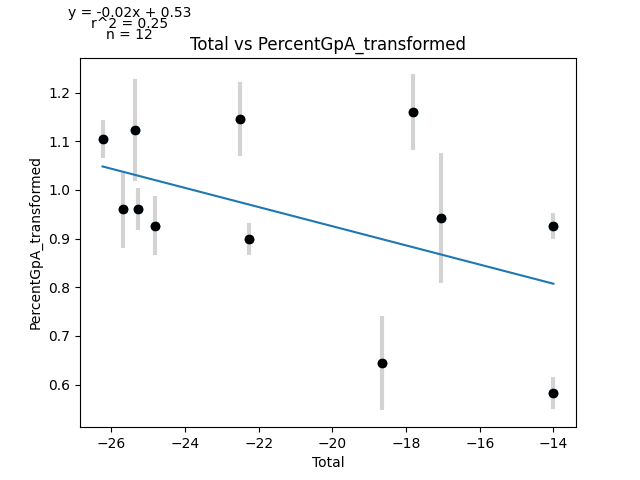 y = -0.02x + 0.53
r^2 = 0.25
n = 12
Total vs PercentGpA_transformed
1.2
1.1
1.0
0.9
0.8
0.7
0.6
PercentGpA_transformed
−26
−24
−22
−20
−18
−16
−14
Total